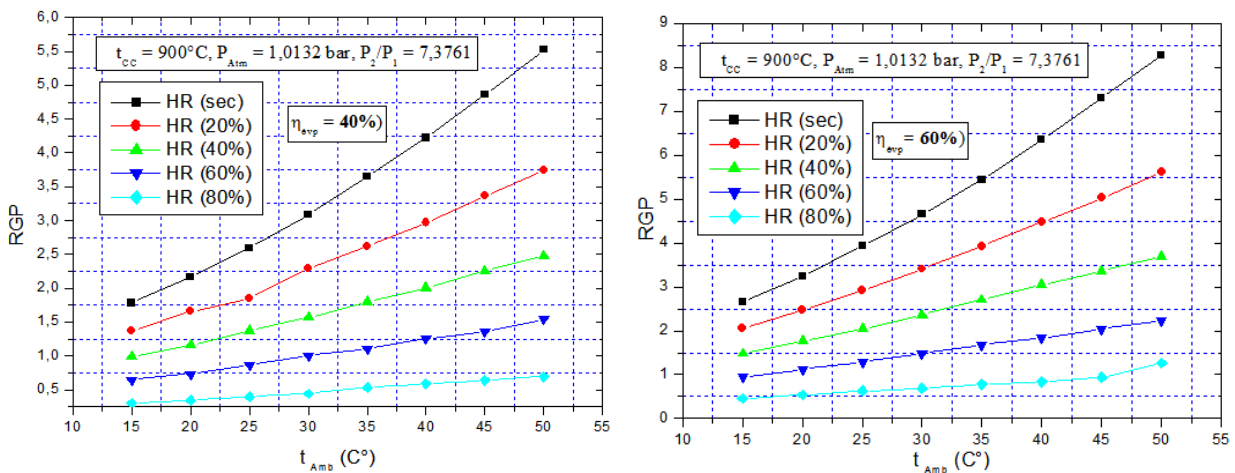 t_CC = 900°C, P_Atm = 1,0132 bar, P_2/P_1 = 7,3761
HR (sec)
HR (20%)
HR (40%)
HR (60%)
HR (80%)
η_évp = 40%)
RGP
6,0
5,5
5,0
4,5
4,0
3,5
3,0
2,5
2,0
1,5
1,0
0,5
10 15 20 25 30 35 40 45 50 55
t_Amb (C°)
t_CC = 900°C, P_Atm = 1,0132 bar, P_2/P_1 = 7,3761
HR (sec)
HR (20%)
HR (40%)
HR (60%)
HR (80%)
η_évp = 60%)
RGP
9
8
7
6
5
4
3
2
1
0
10 15 20 25 30 35 40 45 50 55
t_Amb (C°)